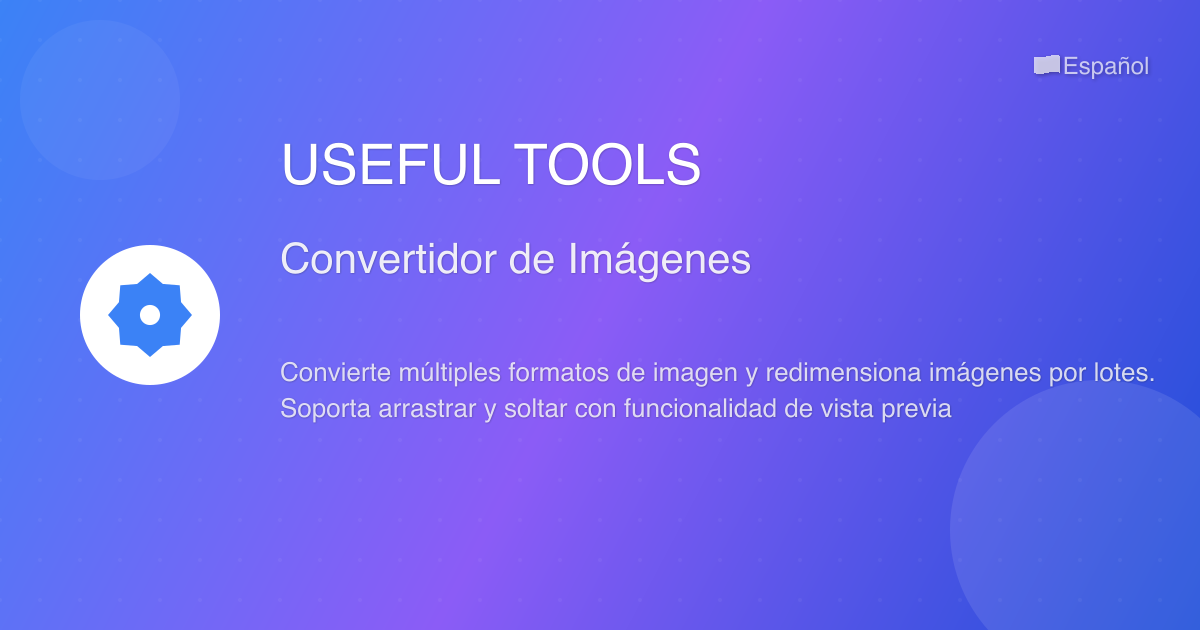 Español
USEFUL TOOLS
Convertidor de Imágenes
Convierte múltiples formatos de imagen y redimensiona imágenes por lotes.
Soporta arrastrar y soltar con funcionalidad de vista previa